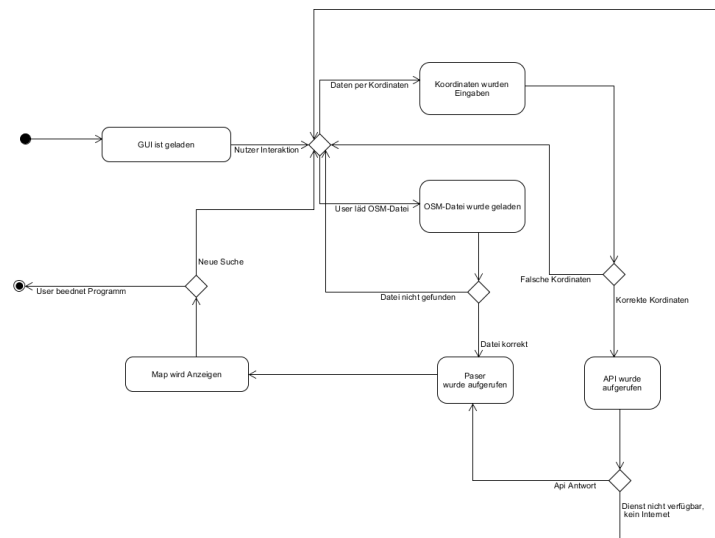 Daten per Kordinaten
Koordinaten wurden
Eingaben
GUI ist geladen
Nutzer Interaktion
User läd OSM-Datei
OSM-Datei wurde geladen
Neue Suche
Falsche Kordinaten
User beednet Programm
Datei nicht gefunden
Korrekte Kordinaten
Datei korrekt
Map wird Anzeigen
Paser
wurde aufgerufen
API wurde
aufgerufen
Api Antwort
Dienst nicht verfügbar,
kein Internet